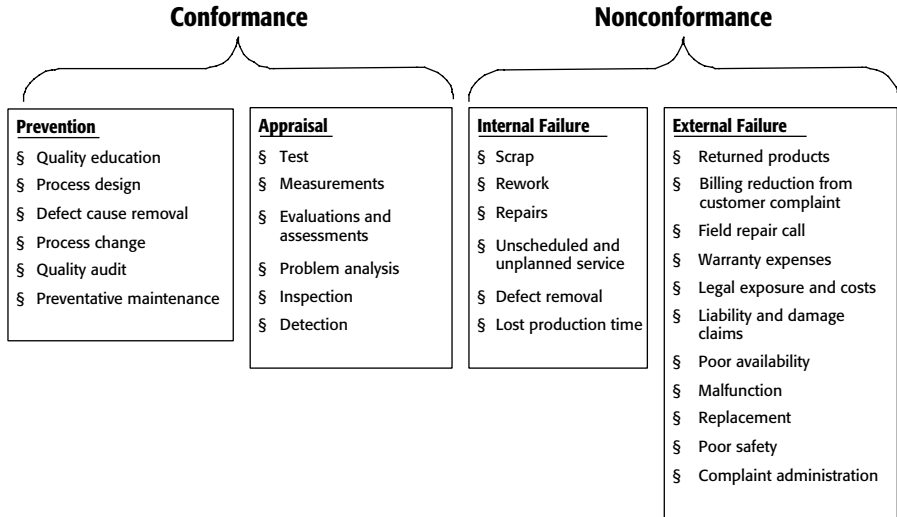 Conformance
Nonconformance
Prevention
§ Quality education
§ Process design
§ Defect cause removal
§ Process change
§ Quality audit
§ Preventative maintenance
Appraisal
§ Test
§ Measurements
§ Evaluations and
assessments
§ Problem analysis
§ Inspection
§ Detection
Internal Failure
§ Scrap
§ Rework
§ Repairs
§ Unscheduled and
unplanned service
§ Defect removal
§ Lost production time
External Failure
§ Returned products
§ Billing reduction from
customer complaint
§ Field repair call
§ Warranty expenses
§ Legal exposure and costs
§ Liability and damage
claims
§ Poor availability
§ Malfunction
§ Replacement
§ Poor safety
§ Complaint administration